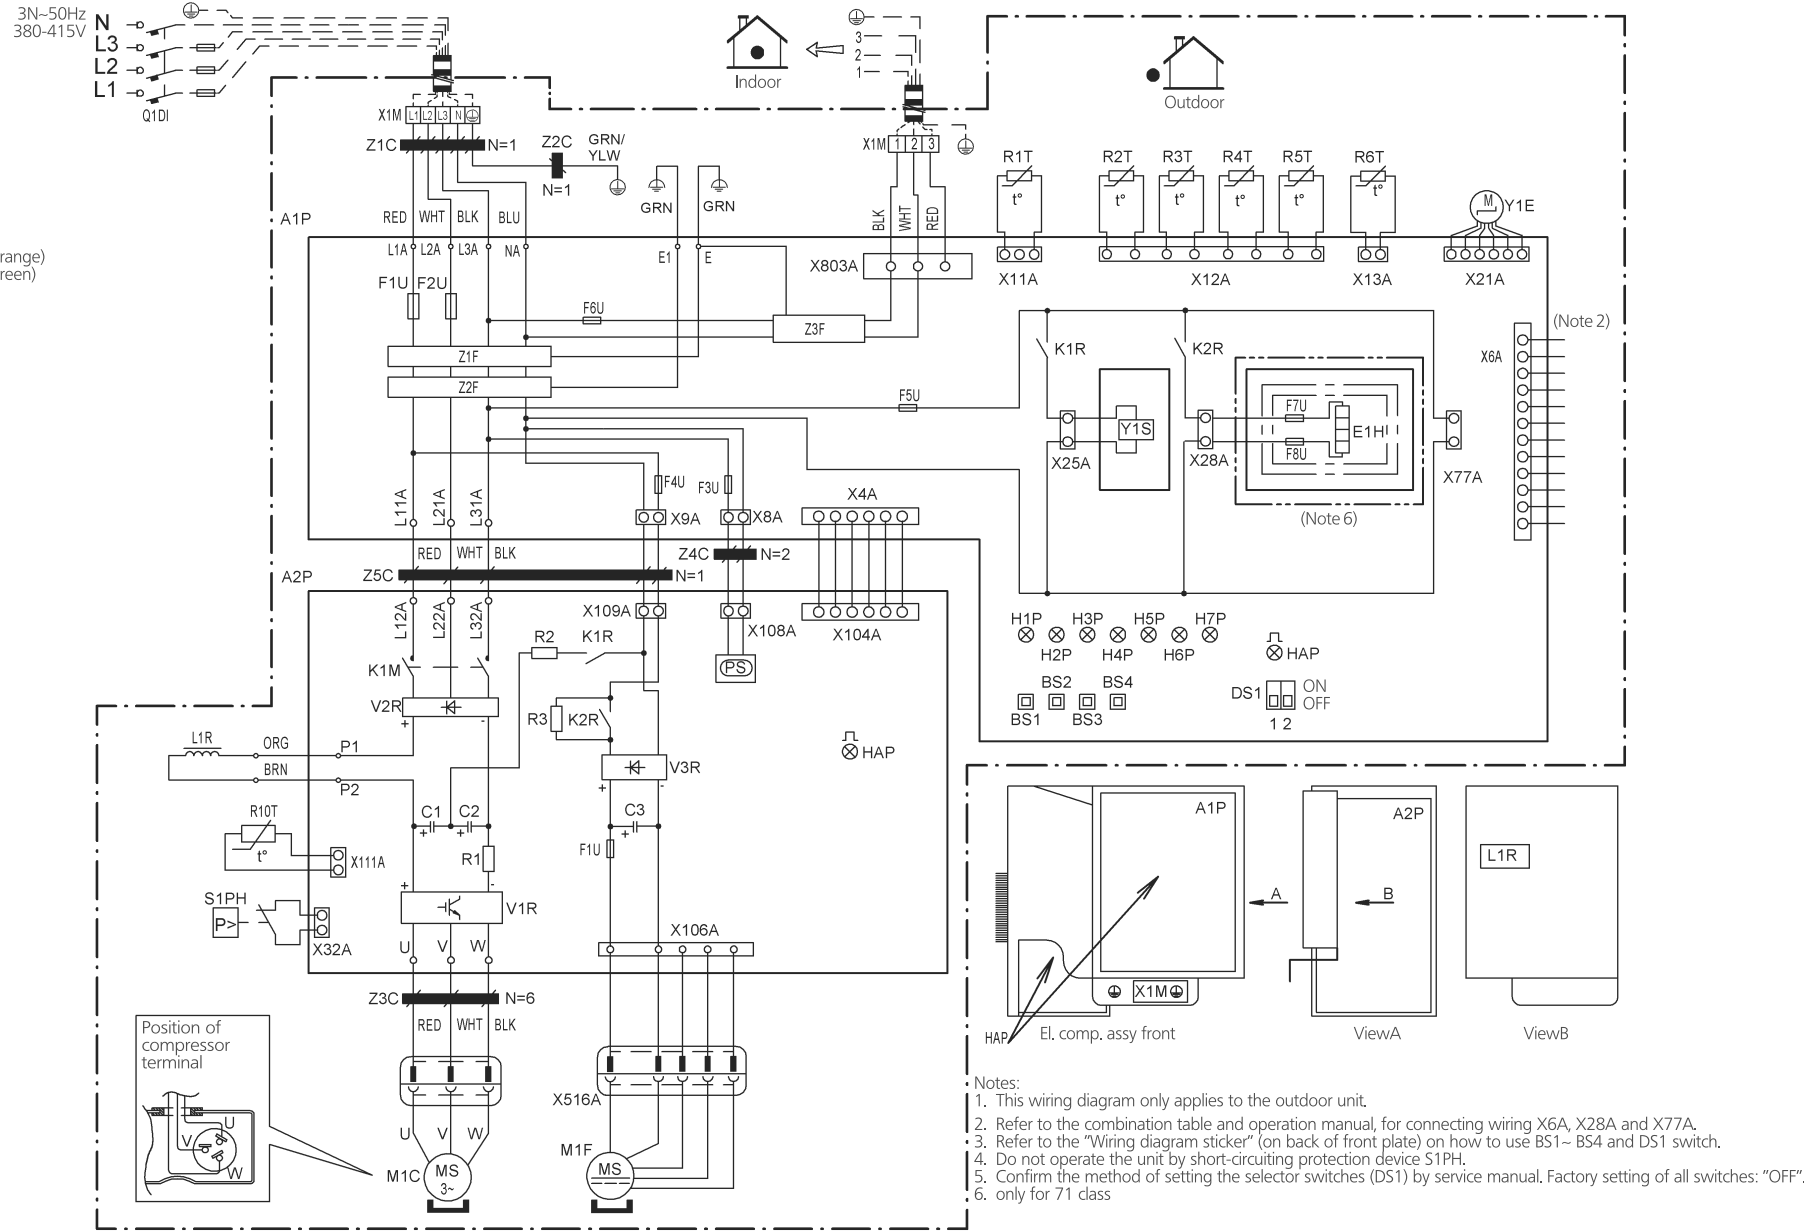 3N~50Hz
380-415V
N
L3
L2
L1
Q1DI
Indoor
3
2
1
Outdoor
X1M L1 L2 L3 N
Z1C N=1
Z2C
N=1
GRN/
YLW
GRN
GRN
X1M 1 2 3
R1T
R2T
R3T
R4T
R5T
R6T
t°
t°
t°
t°
t°
t°
M
Y1E
A1P
RED WHT BLK BLU
BLK
WHT
RED
L1A L2A L3A NA
E1 E
X803A
X11A
X12A
X13A
X21A
range)
reen)
F1U F2U
F6U
Z3F
Z1F
Z2F
F5U
K1R
K2R
(Note 2)
X6A
Y1S
X25A
X28A
F7U
F8U
E1H
X77A
(Note 6)
L11A
L21A
L31A
F4U
F3U
X9A
X8A
X4A
RED WHT BLK
Z4C N=2
A2P
Z5C N=1
L12A
L22A
L32A
X109A
X108A
X104A
PS
R2
K1R
K1M
V2R
+ -
R3
K2R
V3R
+ -
HAP
H1P
H2P
H3P
H4P
H5P
H6P
H7P
HAP
BS1
BS2
BS3
BS4
DS1
ON
OFF
1 2
L1R
ORG
BRN
P1
P2
C1
C2
+ +
R1
C3
+
F1U
R10T
t°
X111A
S1PH
P>
X32A
+ -
V1R
U V W
X106A
Z3C N=6
RED WHT BLK
X516A
U V W
M1C
MS
3~
M1F
MS
Position of
compressor
terminal
U
V
W
A1P
X1M
HAP
El. comp. assy front
A
A2P
B
ViewA
L1R
ViewB
Notes:
1. This wiring diagram only applies to the outdoor unit.
2. Refer to the combination table and operation manual, for connecting wiring X6A, X28A and X77A.
3. Refer to the "Wiring diagram sticker" (on back of front plate) on how to use BS1~ BS4 and DS1 switch.
4. Do not operate the unit by short-circuiting protection device S1PH.
5. Confirm the method of setting the selector switches (DS1) by service manual. Factory setting of all switches: "OFF".
6. only for 71 class